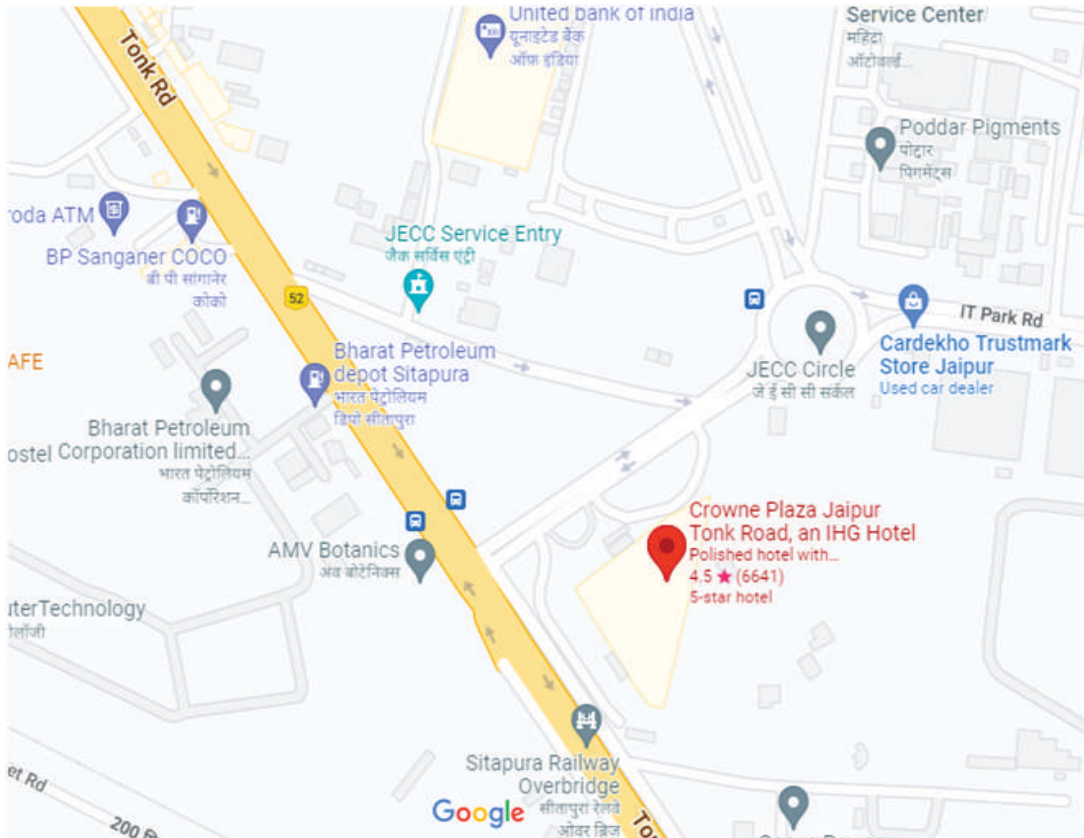 United bank of india
यूनाइटेड बैंक
ऑफ़ इंडिया
Service Center
महिंद्रा
ऑटोवर्ल्ड...
Tonk Rd
Poddar Pigments
पोद्दार
पिगमेंट्स
roda ATM
BP Sanganer COCO
बी पी सांगानेर
कोको
JECC Service Entry
जैक सर्विस एंट्री
52
IT Park Rd
Cardekho Trustmark
Store Jaipur
Used car dealer
JECC Circle
जे ई सी सी सर्कल
AFE
Bharat Petroleum
depot Sitapura
भारत पेट्रोलियम
डिपो सीतापुरा
Bharat Petroleum
Corporation limited...
भारत पेट्रोलियम
कॉर्पोरेशन...
ostel
AMV Botanics
अंव बोटेनिक्स
Crowne Plaza Jaipur
Tonk Road, an IHG Hotel
Polished hotel with...
4.5 ★ (6641)
5-star hotel
uterTechnology
लॉजी
Sitapura Railway
Overbridge
सीतापुरा रेलवे
ओवर ब्रिज
et Rd
200
Google
To